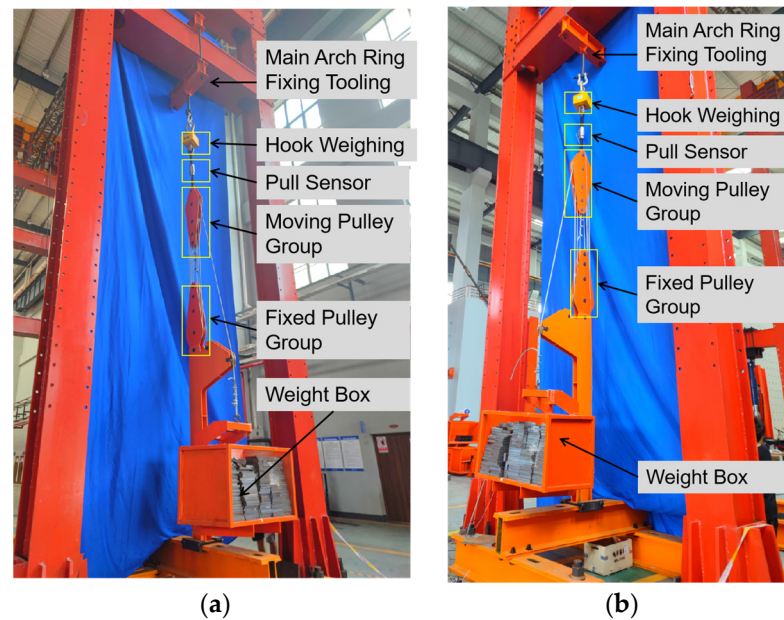 Main Arch Ring
Fixing Tooling
Hook Weighing
Pull Sensor
Moving Pulley
Group
Fixed Pulley
Group
Weight Box
(a)
Main Arch Ring
Fixing Tooling
Hook Weighing
Pull Sensor
Moving Pulley
Group
Fixed Pulley
Group
Weight Box
(b)